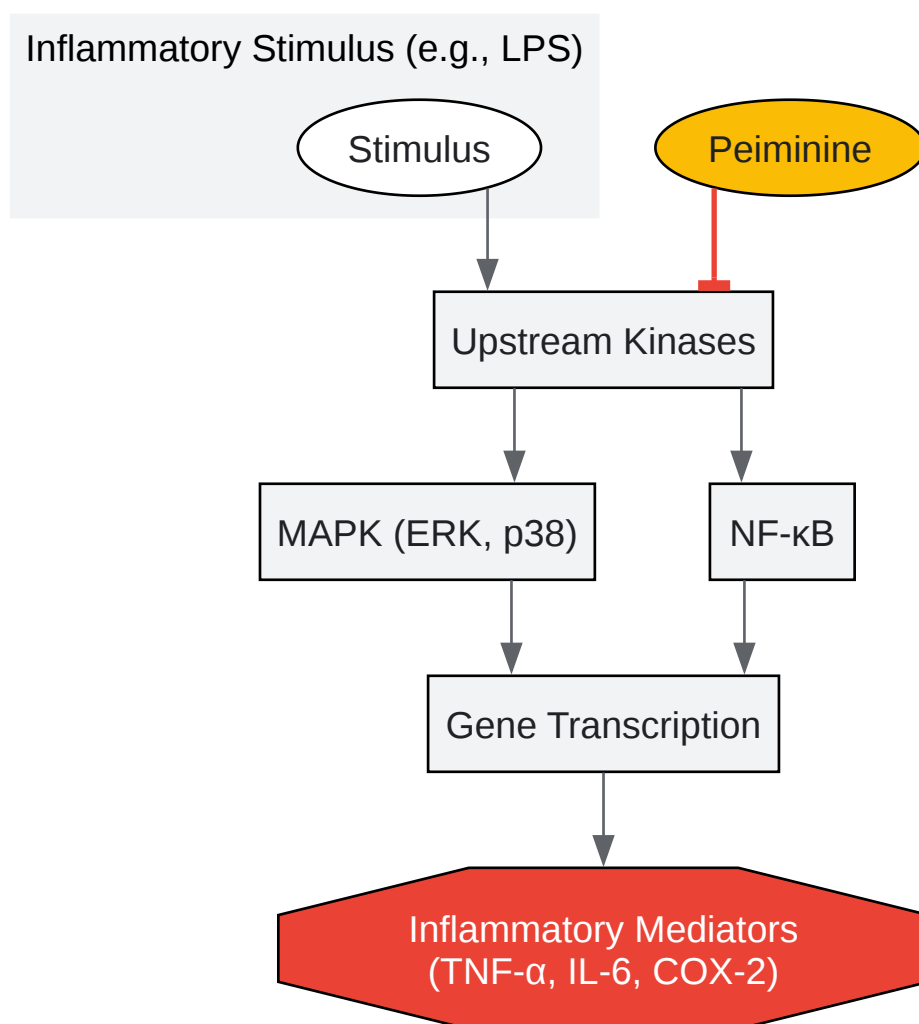 Inflammatory Stimulus (e.g., LPS)
Stimulus
Peiminine
Upstream Kinases
MAPK (ERK, p38)
NF-κB
Gene Transcription
Inflammatory Mediators
(TNF-α, IL-6, COX-2)